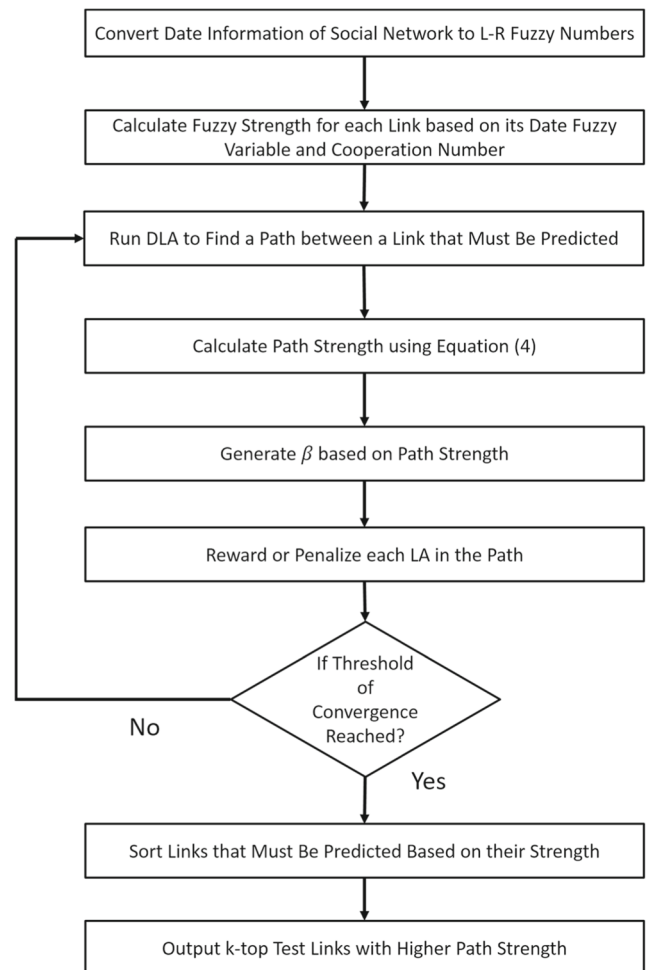 Convert Date Information of Social Network to L-R Fuzzy Numbers
Calculate Fuzzy Strength for each Link based on its Date Fuzzy
Variable and Cooperation Number
Run DLA to Find a Path between a Link that Must Be Predicted
Calculate Path Strength using Equation (4)
Generate β based on Path Strength
Reward or Penalize each LA in the Path
If Threshold
of
Convergence
Reached?
No
Yes
Sort Links that Must Be Predicted Based on their Strength
Output k-top Test Links with Higher Path Strength